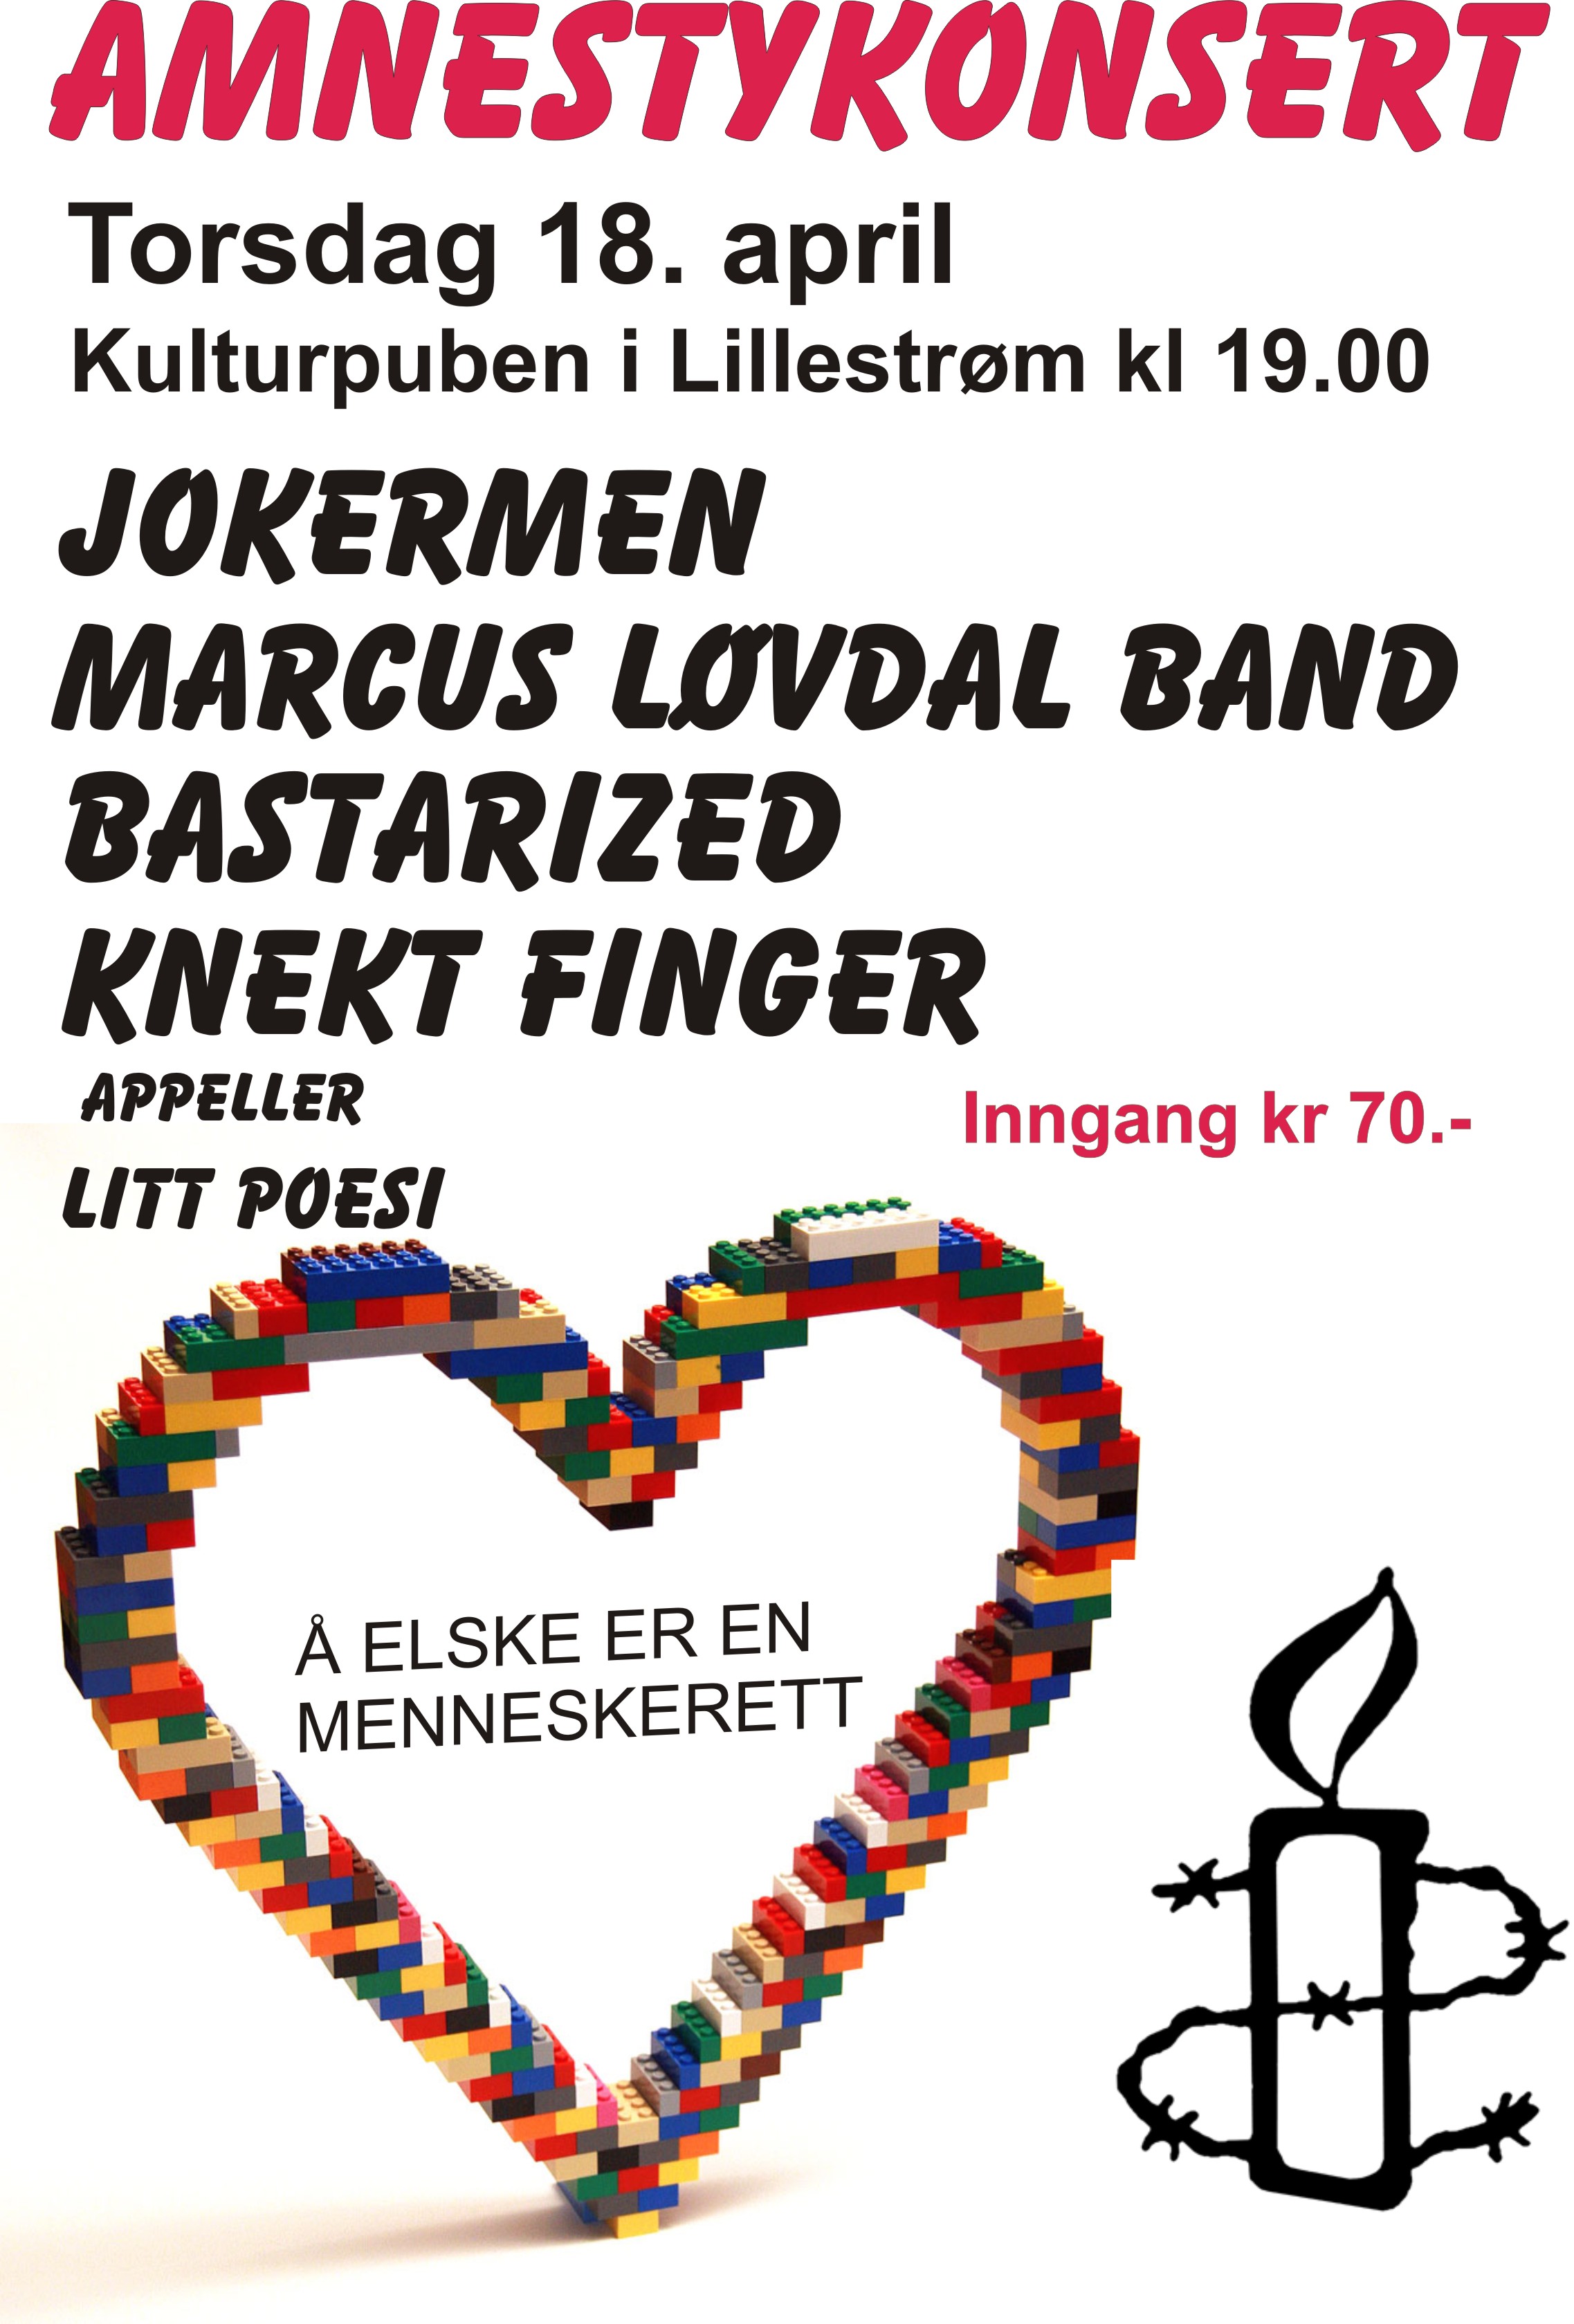 AMNESTYKONSERT
Torsdag 18. april
Kulturpuben i Lillestrøm kl 19.00
JOKERMEN
MARCUS LØVDAL BAND
BASTARIZED
KNEKT FINGER
APPELLER
Inngang kr 70.-
LITT POESI
Å ELSKE ER EN
MENNESKERETT